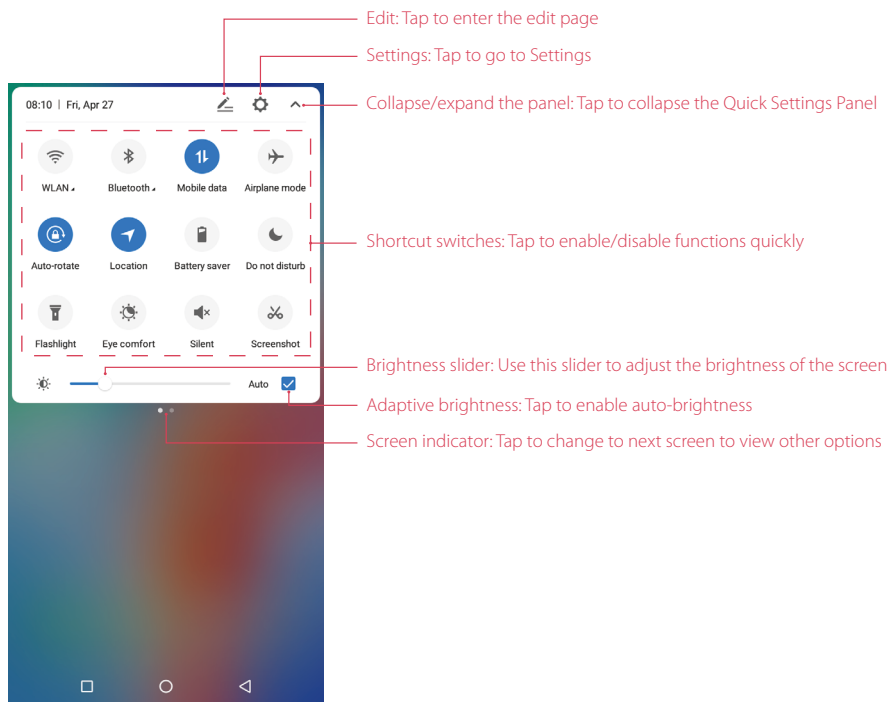 Edit: Tap to enter the edit page
Settings: Tap to go to Settings
08:10 | Fri, Apr 27
Collapse/expand the panel: Tap to collapse the Quick Settings Panel
WLAN Bluetooth Mobile data Airplane mode
Shortcut switches: Tap to enable/disable functions quickly
Auto-rotate Location Battery saver Do not disturb
Flashlight Eye comfort Silent Screenshot
Brightness slider: Use this slider to adjust the brightness of the screen
Auto
Adaptive brightness: Tap to enable auto-brightness
Screen indicator: Tap to change to next screen to view other options